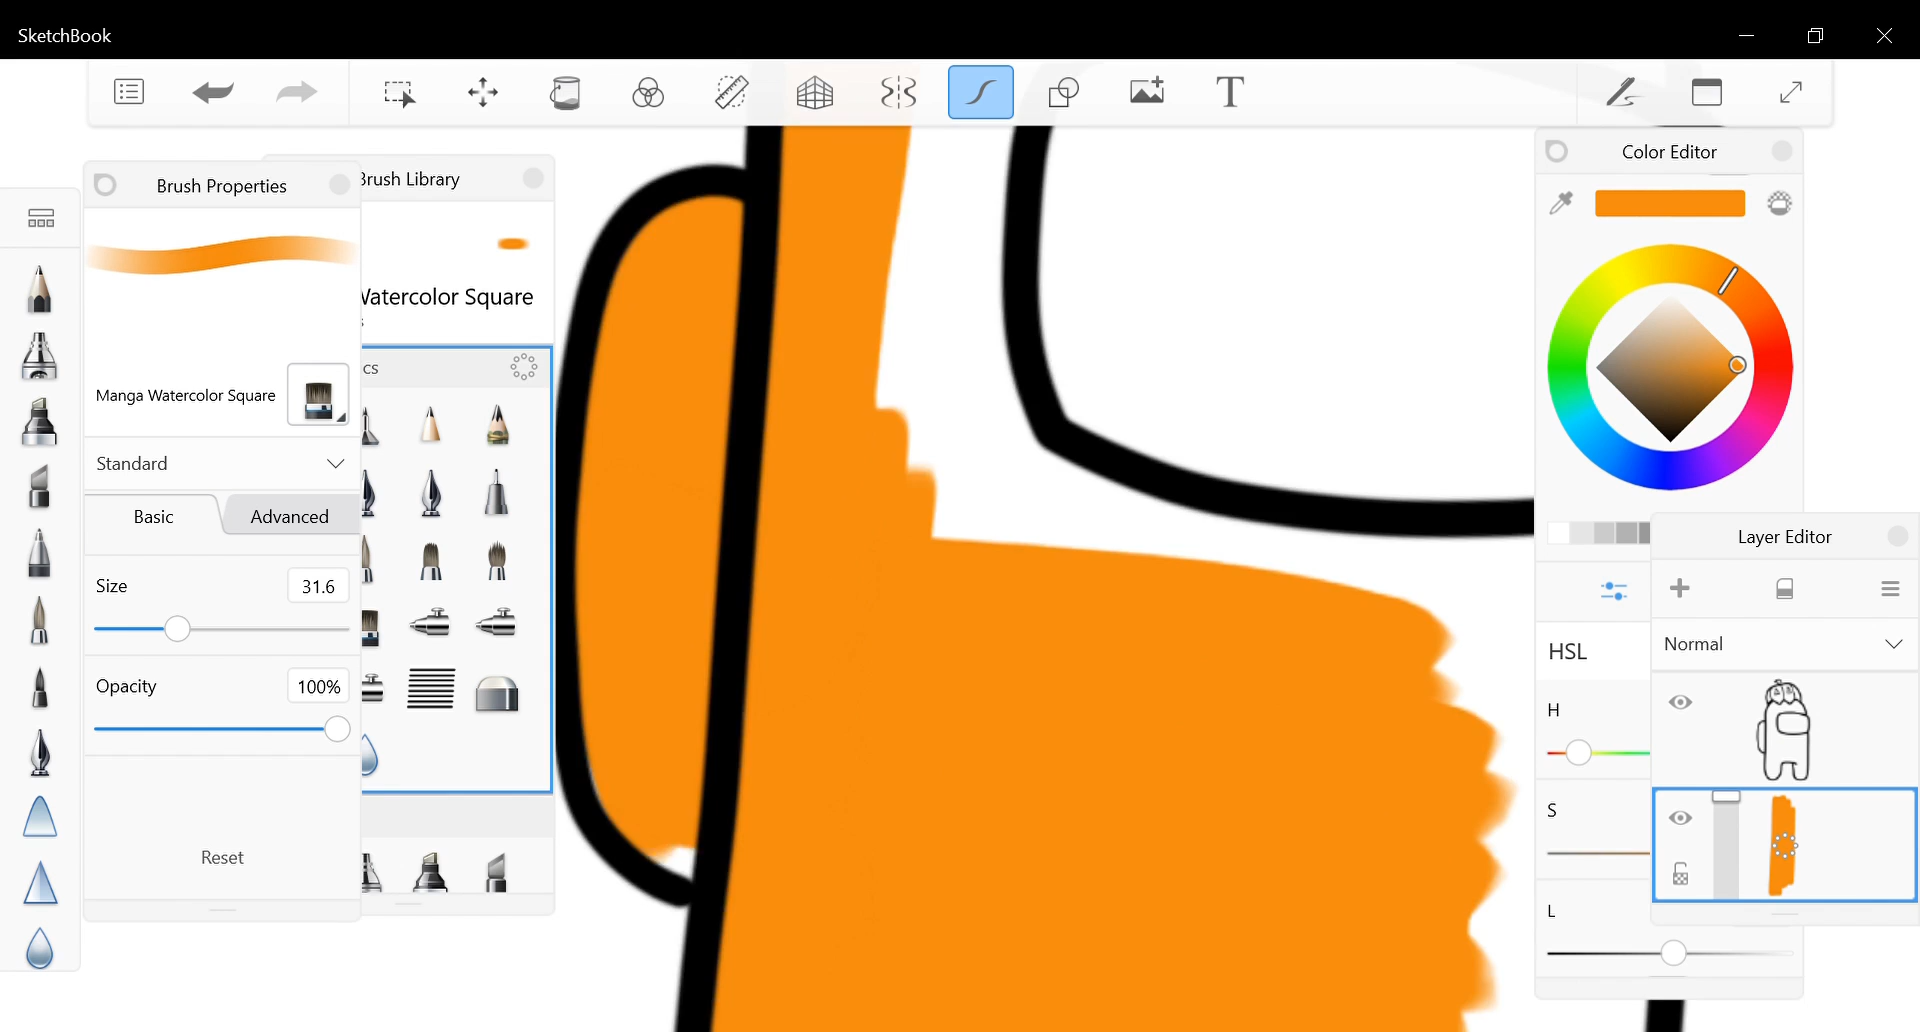 SketchBook
Brush Properties
Brush Library
Watercolor Square
s
cs
Manga Watercolor Square
Standard
Basic
Advanced
Size
31.6
Opacity
100%
Reset
T
Color Editor
HSL
H
S
L
Layer Editor
Normal